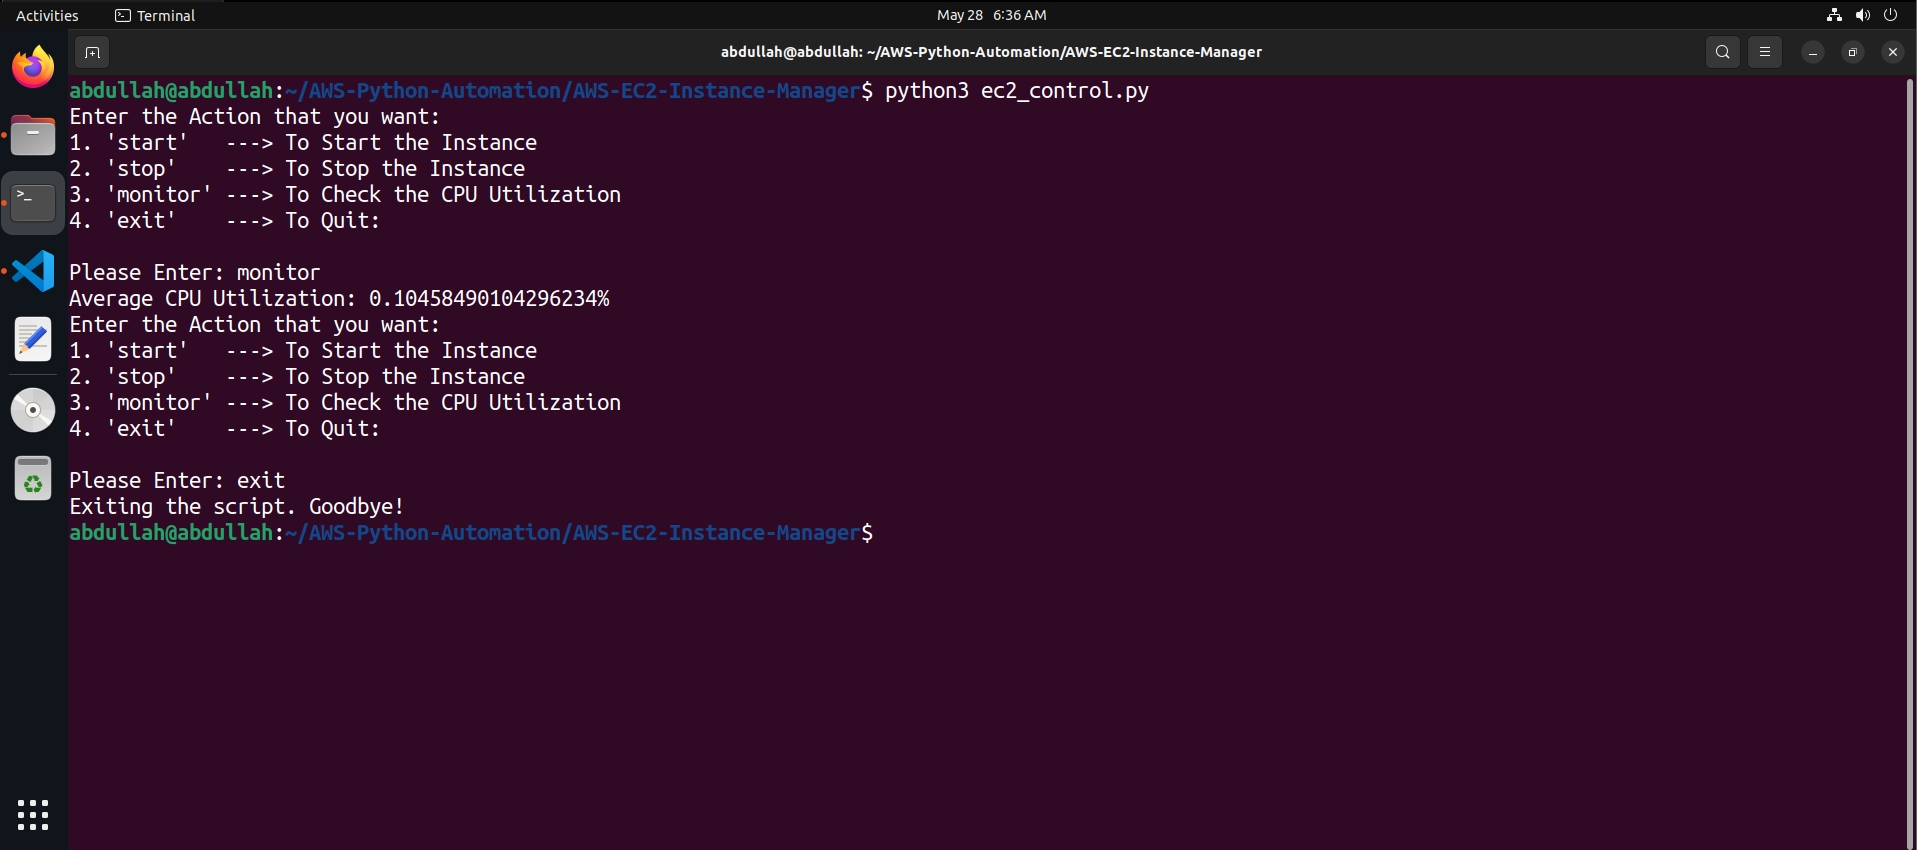 Activities Terminal May 28 6:36 AM
abdullah@abdullah: ~/AWS-Python-Automation/AWS-EC2-Instance-Manager
abdullah@abdullah:~/AWS-Python-Automation/AWS-EC2-Instance-Manager$ python3 ec2_control.py
Enter the Action that you want:
1. 'start'   ---> To Start the Instance
2. 'stop'    ---> To Stop the Instance
3. 'monitor' ---> To Check the CPU Utilization
4. 'exit'    ---> To Quit:
Please Enter: monitor
Average CPU Utilization: 0.10458490104296234%
Enter the Action that you want:
1. 'start'   ---> To Start the Instance
2. 'stop'    ---> To Stop the Instance
3. 'monitor' ---> To Check the CPU Utilization
4. 'exit'    ---> To Quit:
Please Enter: exit
Exiting the script. Goodbye!
abdullah@abdullah:~/AWS-Python-Automation/AWS-EC2-Instance-Manager$